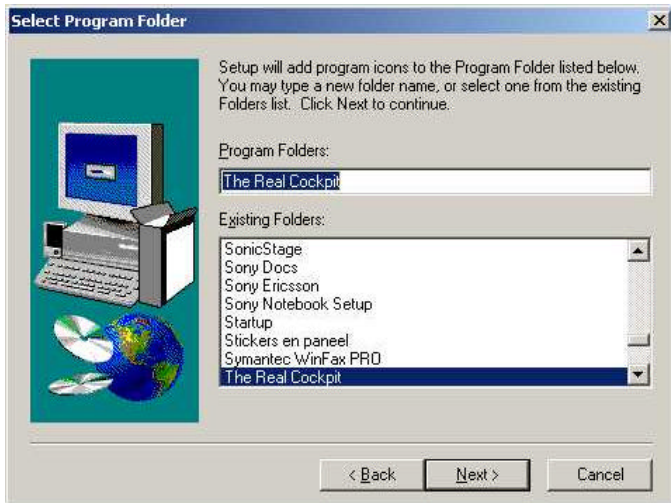 Select Program Folder
Setup will add program icons to the Program Folder listed below.
You may type a new folder name, or select one from the existing
Folders list. Click Next to continue.
Program Folders:
The Real Cockpit
Existing Folders:
SonicStage
Sony Docs
Sony Ericsson
Sony Notebook Setup
Startup
Stickers en paneel
Symantec WinFax PRO
The Real Cockpit
< Back
Next >
Cancel